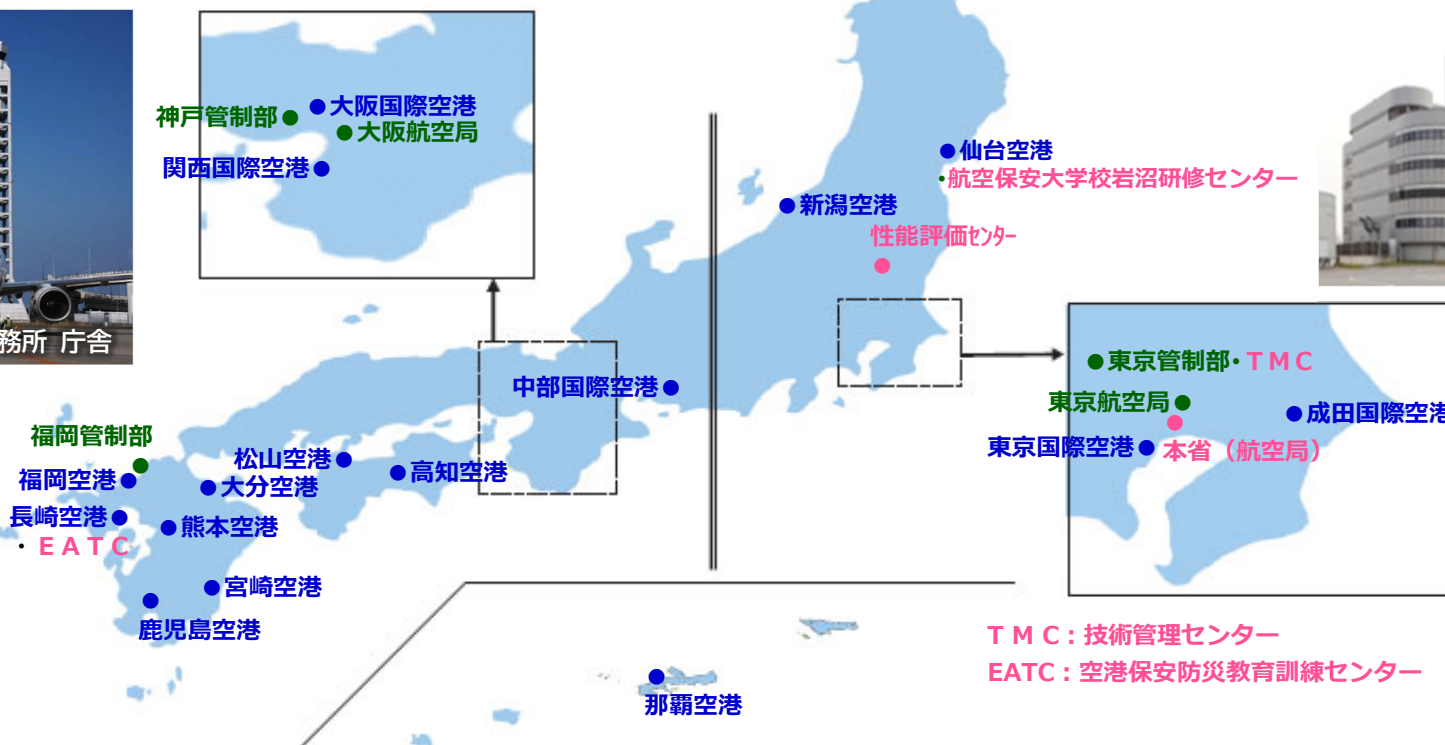 務所 庁舎
神戸管制部
大阪国際空港
大阪航空局
関西国際空港
仙台空港
・航空保安大学校岩沼研修センター
新潟空港
性能評価センター
中部国際空港
東京管制部・TMC
東京航空局
成田国際空港
東京国際空港
本省（航空局）
福岡管制部
福岡空港
松山空港
大分空港
高知空港
長崎空港
・EATC
熊本空港
宮崎空港
鹿児島空港
那覇空港
TMC：技術管理センター
EATC：空港保安防災教育訓練センター